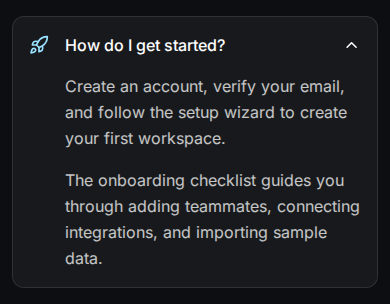 How do I get started?
Create an account, verify your email,
and follow the setup wizard to create
your first workspace.
The onboarding checklist guides you
through adding teammates, connecting
integrations, and importing sample
data.